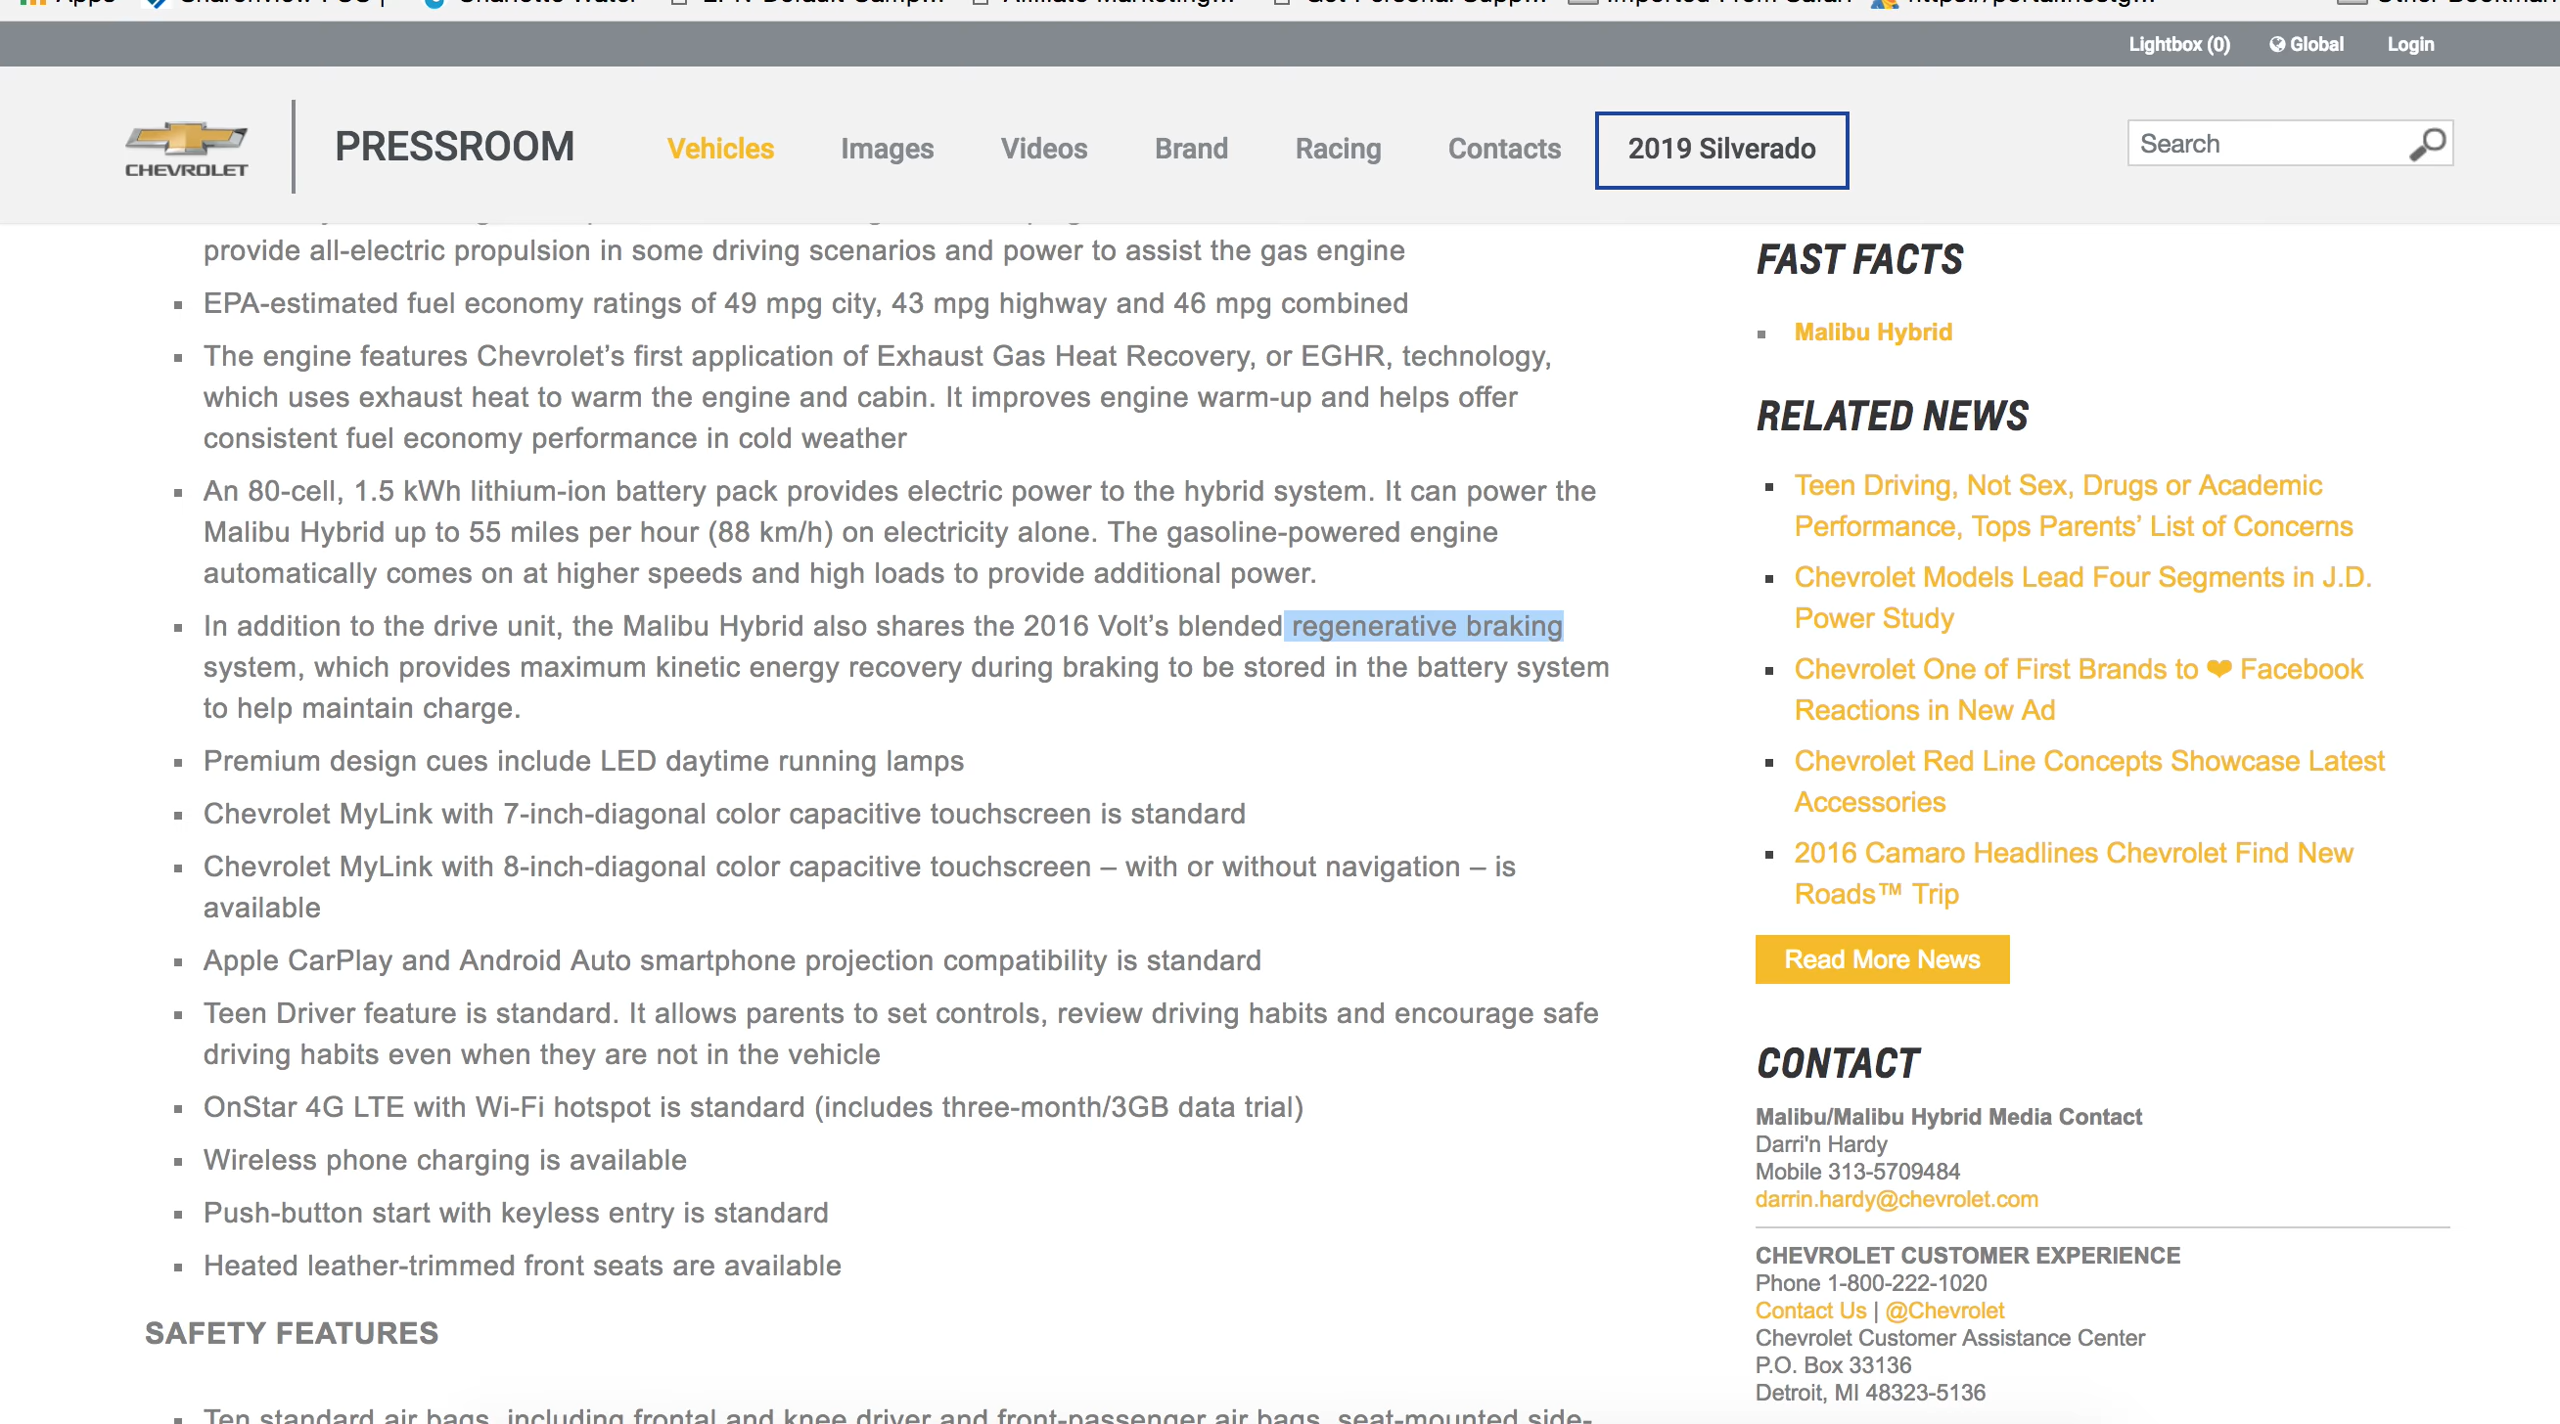 Apps
Lightbox (0) Global Login
CHEVROLET
PRESSROOM Vehicles Images Videos Brand Racing Contacts 2019 Silverado Search
provide all-electric propulsion in some driving scenarios and power to assist the gas engine
EPA-estimated fuel economy ratings of 49 mpg city, 43 mpg highway and 46 mpg combined
The engine features Chevrolet’s first application of Exhaust Gas Heat Recovery, or EGHR, technology,
which uses exhaust heat to warm the engine and cabin. It improves engine warm-up and helps offer
consistent fuel economy performance in cold weather
An 80-cell, 1.5 kWh lithium-ion battery pack provides electric power to the hybrid system. It can power the
Malibu Hybrid up to 55 miles per hour (88 km/h) on electricity alone. The gasoline-powered engine
automatically comes on at higher speeds and high loads to provide additional power.
In addition to the drive unit, the Malibu Hybrid also shares the 2016 Volt’s blended regenerative braking
system, which provides maximum kinetic energy recovery during braking to be stored in the battery system
to help maintain charge.
Premium design cues include LED daytime running lamps
Chevrolet MyLink with 7-inch-diagonal color capacitive touchscreen is standard
Chevrolet MyLink with 8-inch-diagonal color capacitive touchscreen – with or without navigation – is
available
Apple CarPlay and Android Auto smartphone projection compatibility is standard
Teen Driver feature is standard. It allows parents to set controls, review driving habits and encourage safe
driving habits even when they are not in the vehicle
OnStar 4G LTE with Wi-Fi hotspot is standard (includes three-month/3GB data trial)
Wireless phone charging is available
Push-button start with keyless entry is standard
Heated leather-trimmed front seats are available
SAFETY FEATURES
Ten standard air bags, including frontal and knee driver and front-passenger air bags, seat-mounted side-
FAST FACTS
Malibu Hybrid
RELATED NEWS
Teen Driving, Not Sex, Drugs or Academic
Performance, Tops Parents’ List of Concerns
Chevrolet Models Lead Four Segments in J.D.
Power Study
Chevrolet One of First Brands to ❤ Facebook
Reactions in New Ad
Chevrolet Red Line Concepts Showcase Latest
Accessories
2016 Camaro Headlines Chevrolet Find New
Roads™ Trip
Read More News
CONTACT
Malibu/Malibu Hybrid Media Contact
Darri'n Hardy
Mobile 313-5709484
darrin.hardy@chevrolet.com
CHEVROLET CUSTOMER EXPERIENCE
Phone 1-800-222-1020
Contact Us | @Chevrolet
Chevrolet Customer Assistance Center
P.O. Box 33136
Detroit, MI 48323-5136